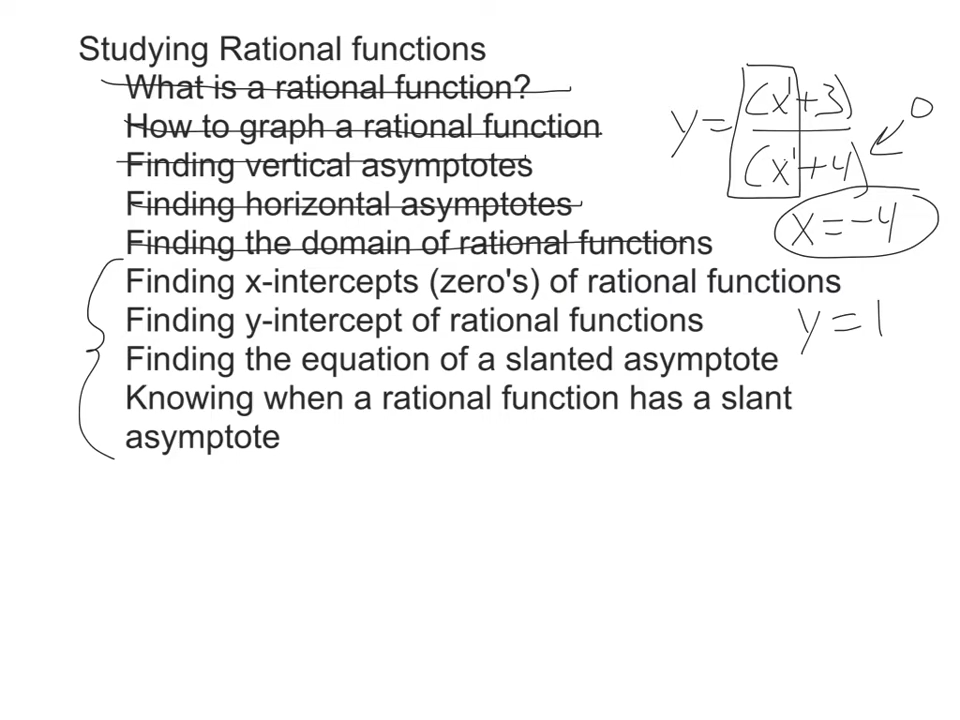 Studying Rational functions
What is a rational function?
How to graph a rational function
Finding vertical asymptotes
Finding horizontal asymptotes
Finding the domain of rational functions
Finding x-intercepts (zero's) of rational functions
Finding y-intercept of rational functions
Finding the equation of a slanted asymptote
Knowing when a rational function has a slant
asymptote
y = (x¹+3)
(x¹+4)
0
x = -4
y = 1